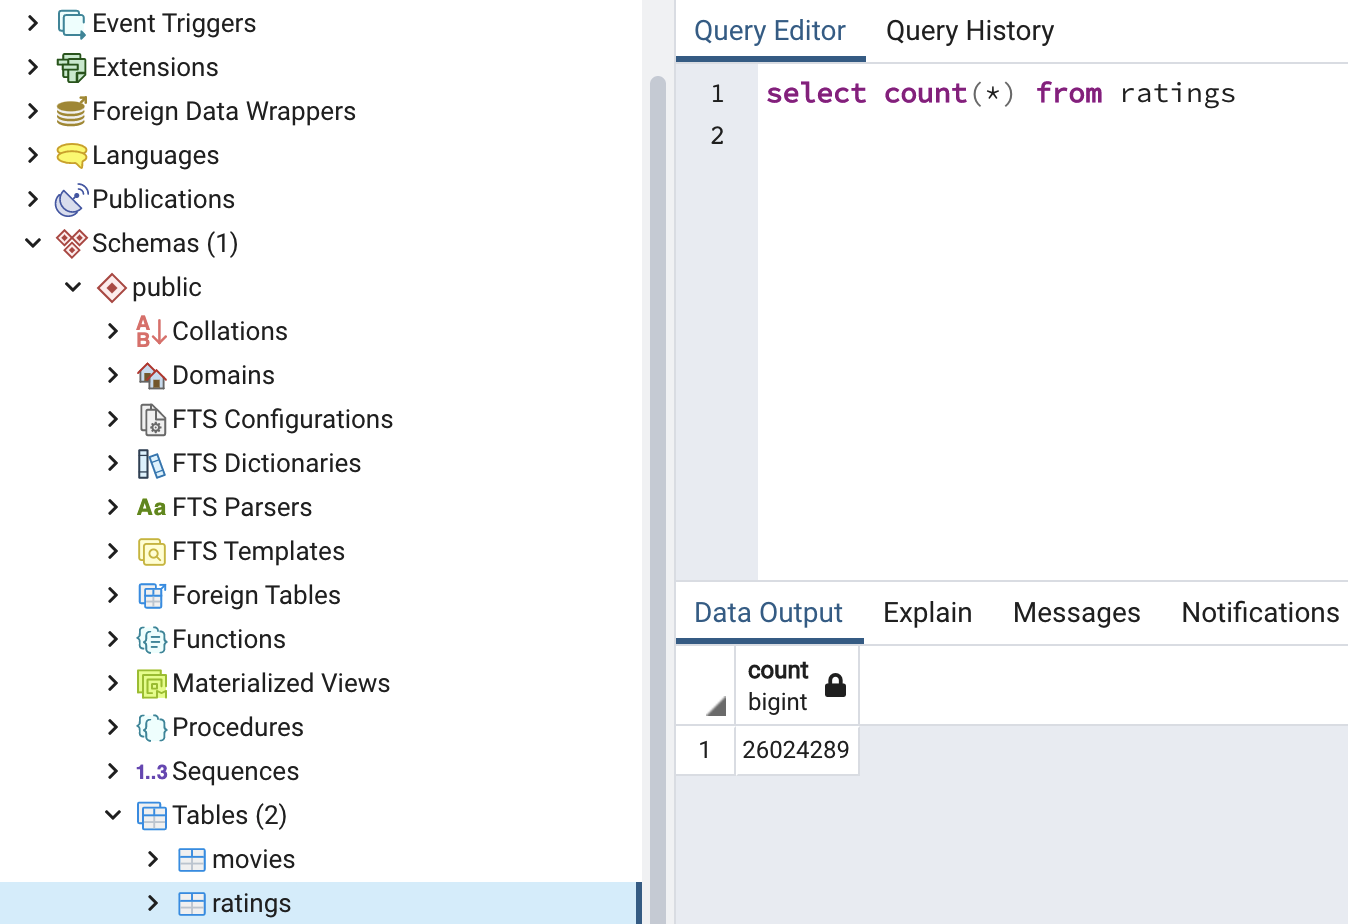 Event Triggers
Extensions
Foreign Data Wrappers
Languages
Publications
Schemas (1)
public
Collations
Domains
FTS Configurations
FTS Dictionaries
Aa FTS Parsers
FTS Templates
Foreign Tables
Functions
Materialized Views
Procedures
1..3 Sequences
Tables (2)
movies
ratings
Query Editor Query History
1 select count(*) from ratings
2
Data Output Explain Messages Notifications
count
bigint
1 26024289